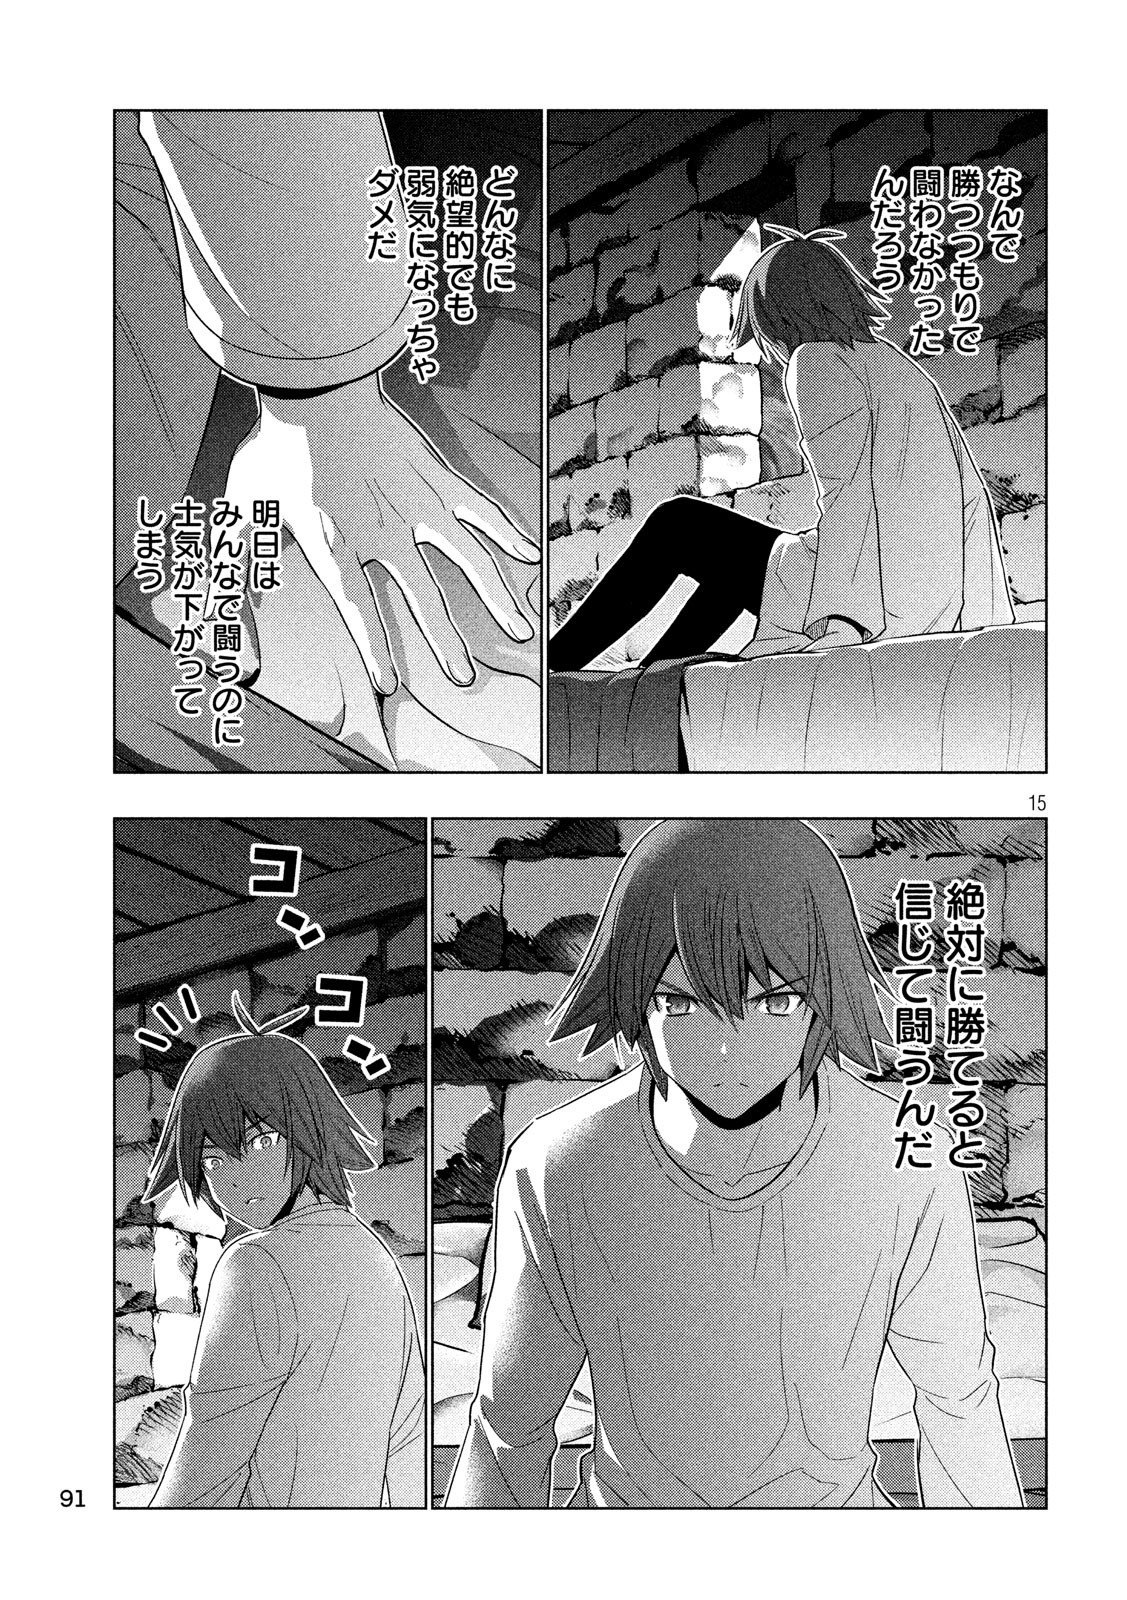 なんで
勝つつもりで
闘わなかった
んだろう
どんなに
絶望的でも
弱気になっちゃ
ダメだ
明日は
みんなで闘うのに
士気が下がって
しまう
15
絶対に勝てると
信じて闘うんだ
コン
コン
91